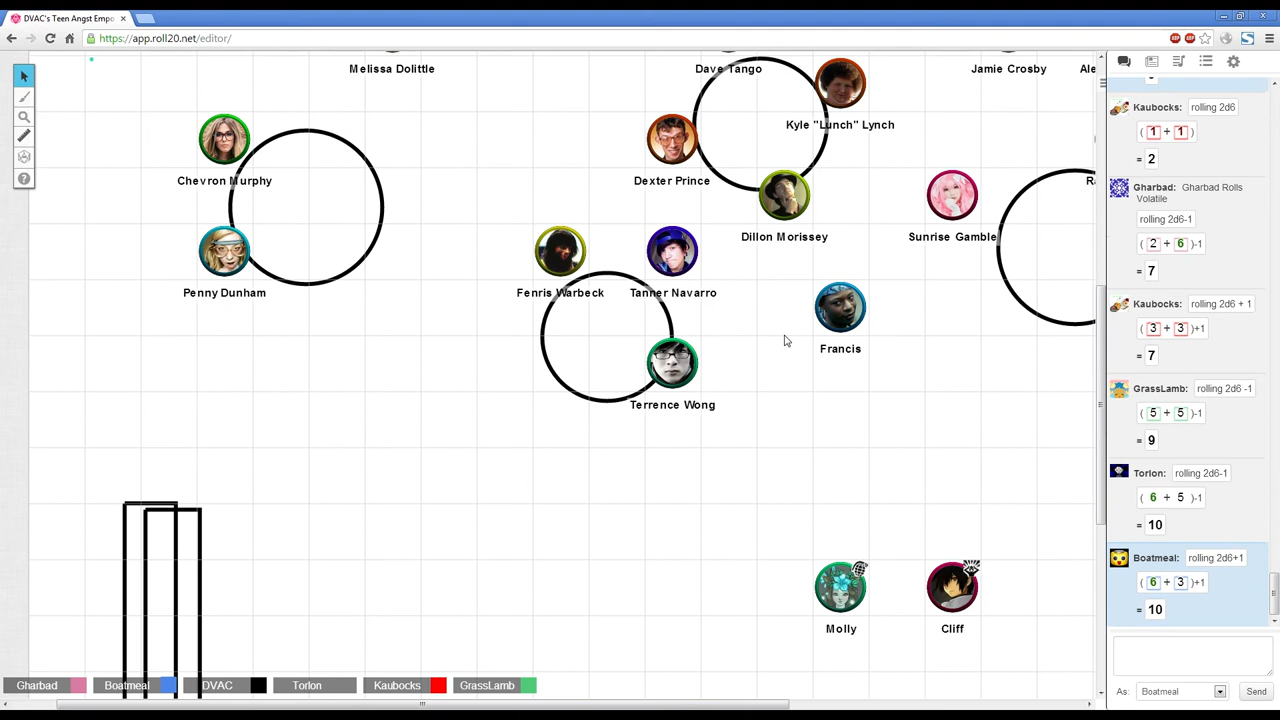 DVAC's Teen Angst Empo
https://app.roll20.net/editor/
Melissa Dolittle
Dave Tango
Jamie Crosby
Ale
Kyle "Lunch" Lynch
Chevron Murphy
Dexter Prince
Ra
Dillon Morissey
Sunrise Gamble
Penny Dunham
Fenris Warbeck
Tanner Navarro
Francis
Terrence Wong
Molly
Cliff
Gharbad
Boatmeal
DVAC
Torlon
Kaubocks
GrassLamb
Kaubocks: rolling 2d6
( 1 + 1 )
= 2
Gharbad: Gharbad Rolls
Volatile
rolling 2d6-1
( 2 + 6 )-1
= 7
Kaubocks: rolling 2d6 + 1
( 3 + 3 )+1
= 7
GrassLamb: rolling 2d6 -1
( 5 + 5 )-1
= 9
Torlon: rolling 2d6-1
( 6 + 5 )-1
= 10
Boatmeal: rolling 2d6+1
( 6 + 3 )+1
= 10
As: Boatmeal
Send